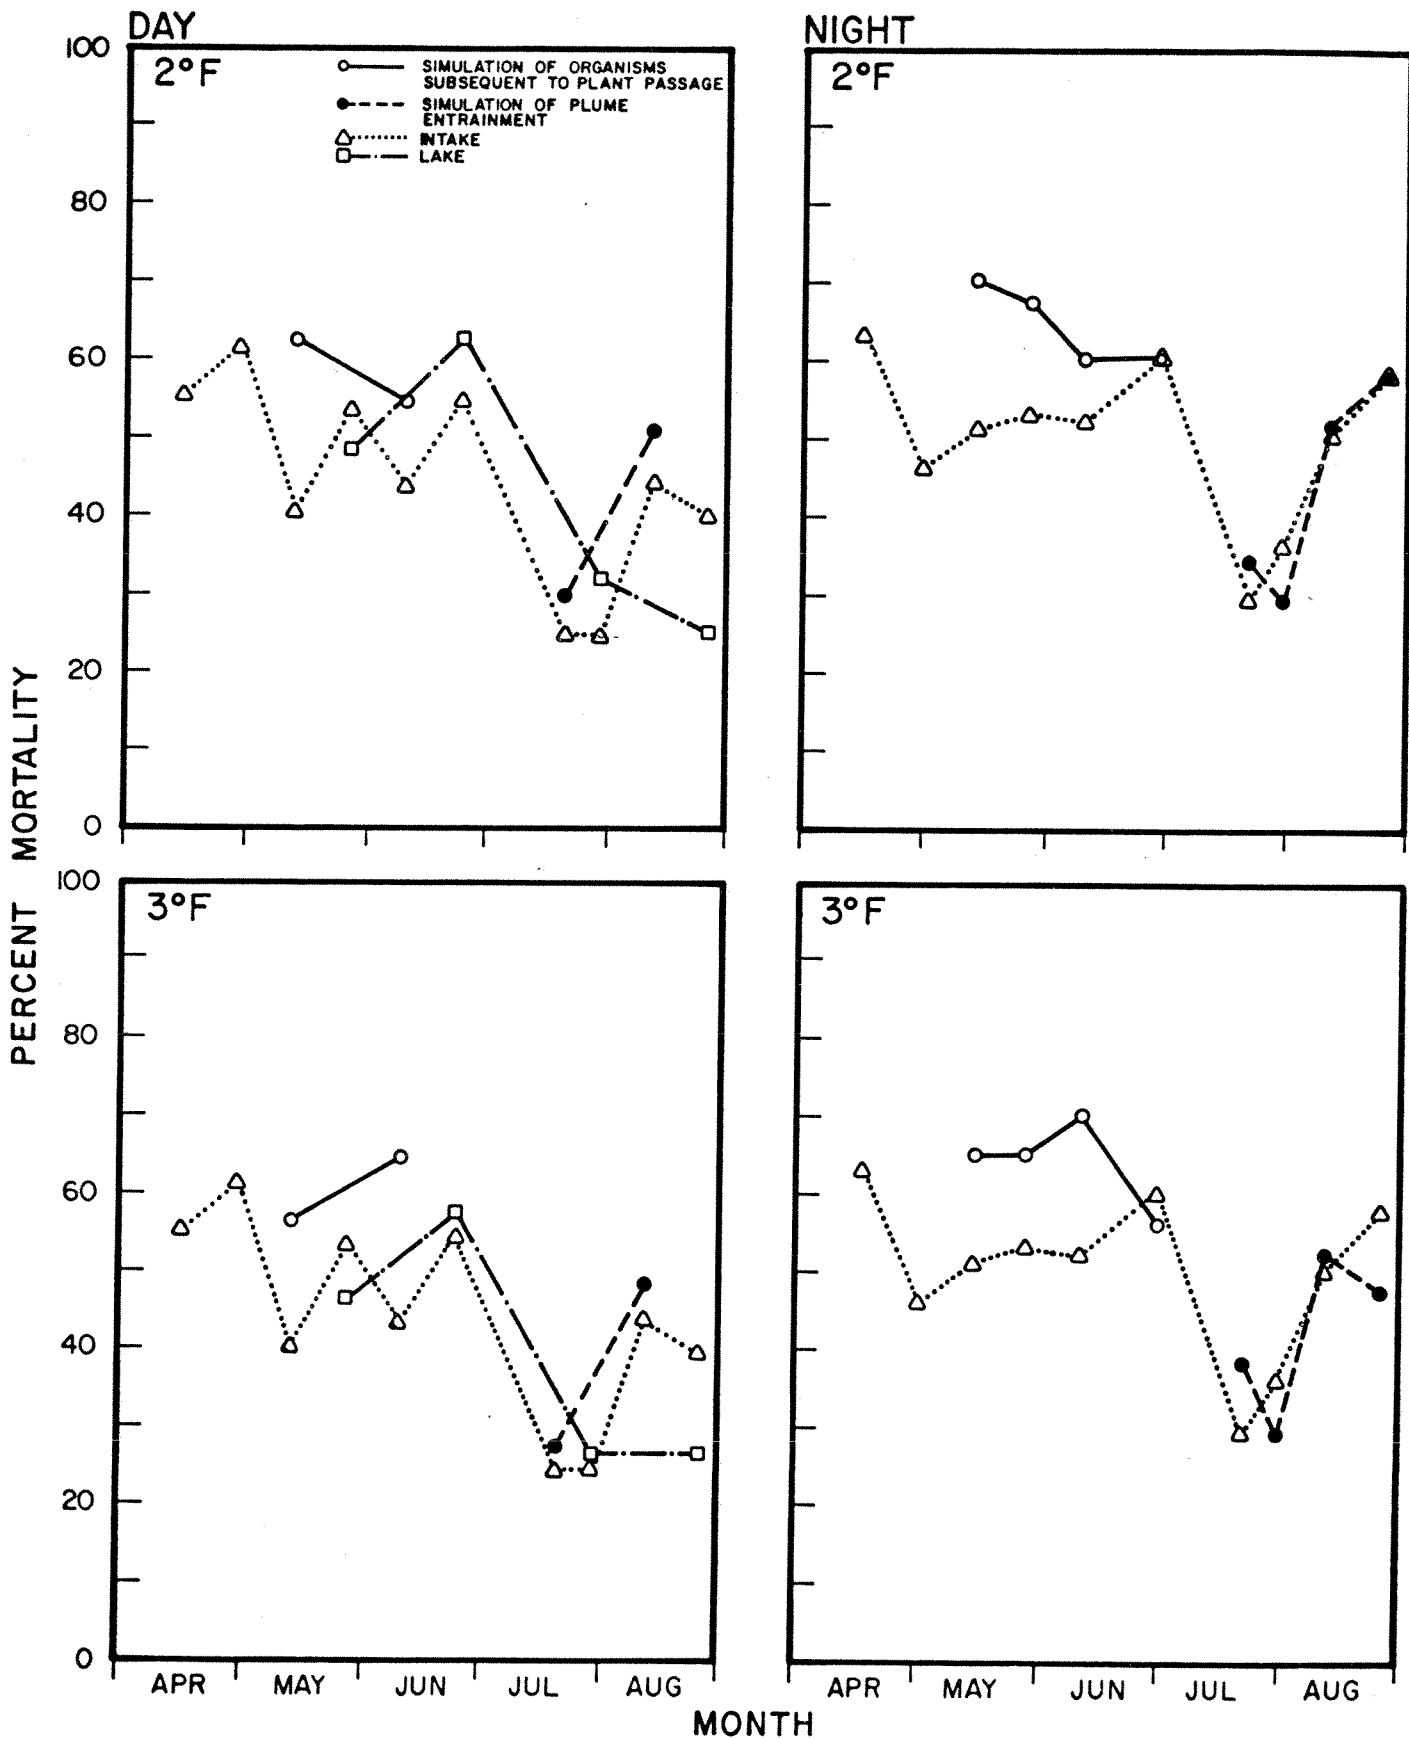 DAY
NIGHT
100
2°F
SIMULATION OF ORGANISMS
SUBSEQUENT TO PLANT PASSAGE
SIMULATION OF PLUME
ENTRAINMENT
INTAKE
LAKE
2°F
80
60
40
20
0
PERCENT MORTALITY
100
3°F
3°F
80
60
40
20
0
APR MAY JUN JUL AUG
APR MAY JUN JUL AUG
MONTH